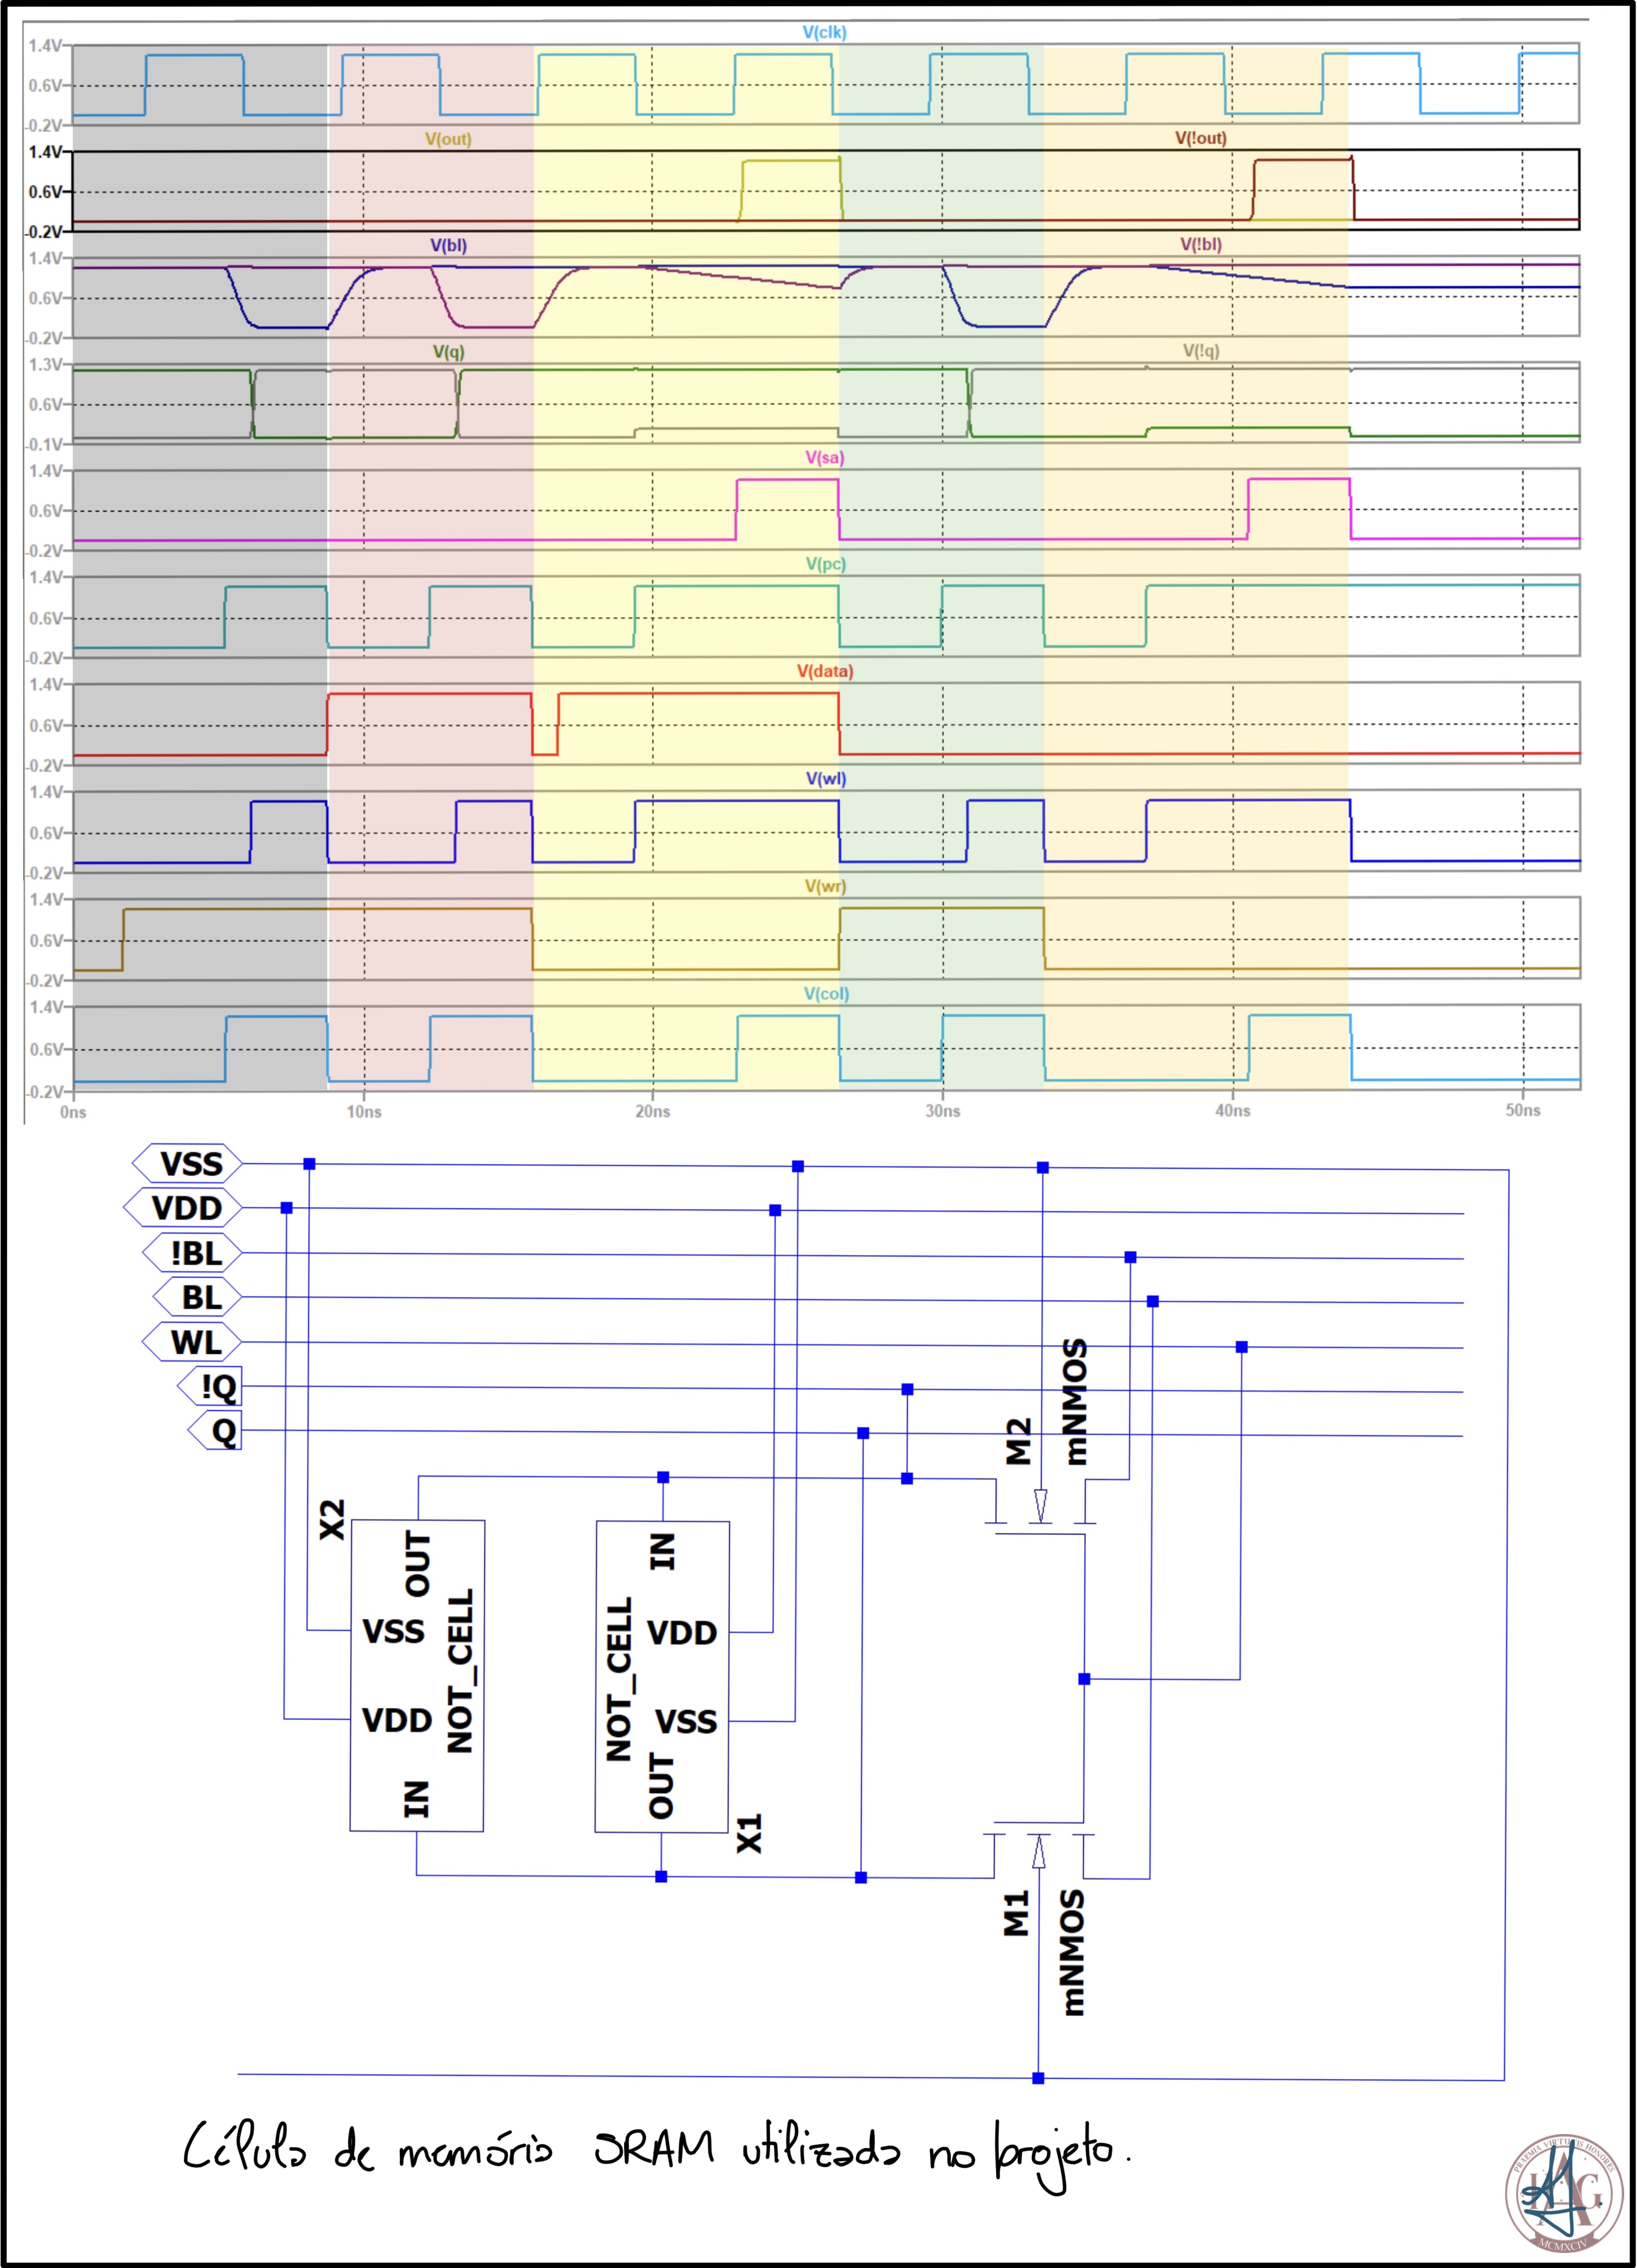 V(clk)
1.4V
0.6V
-0.2V
V(out) V(!out)
1.4V
0.6V
-0.2V
V(bl) V(!bl)
1.4V
0.6V
-0.2V
V(q) V(!q)
1.3V
0.6V
-0.1V
V(sa)
1.4V
0.6V
-0.2V
V(pc)
1.4V
0.6V
-0.2V
V(data)
1.4V
0.6V
-0.2V
V(wl)
1.4V
0.6V
-0.2V
V(wr)
1.4V
0.6V
-0.2V
V(col)
1.4V
0.6V
-0.2V
0ns 10ns 20ns 30ns 40ns 50ns
VSS
VDD
!BL
BL
WL
!Q
Q
M2
mNMOS
X2
OUT
VSS
VDD
IN
NOT_CELL
IN
VDD
VSS
OUT
NOT_CELL
X1
M1
mNMOS
Célula de memória SRAM utilizada no projeto.
PRAEMIA VIRTUTIS HONORES
MCMXCIV